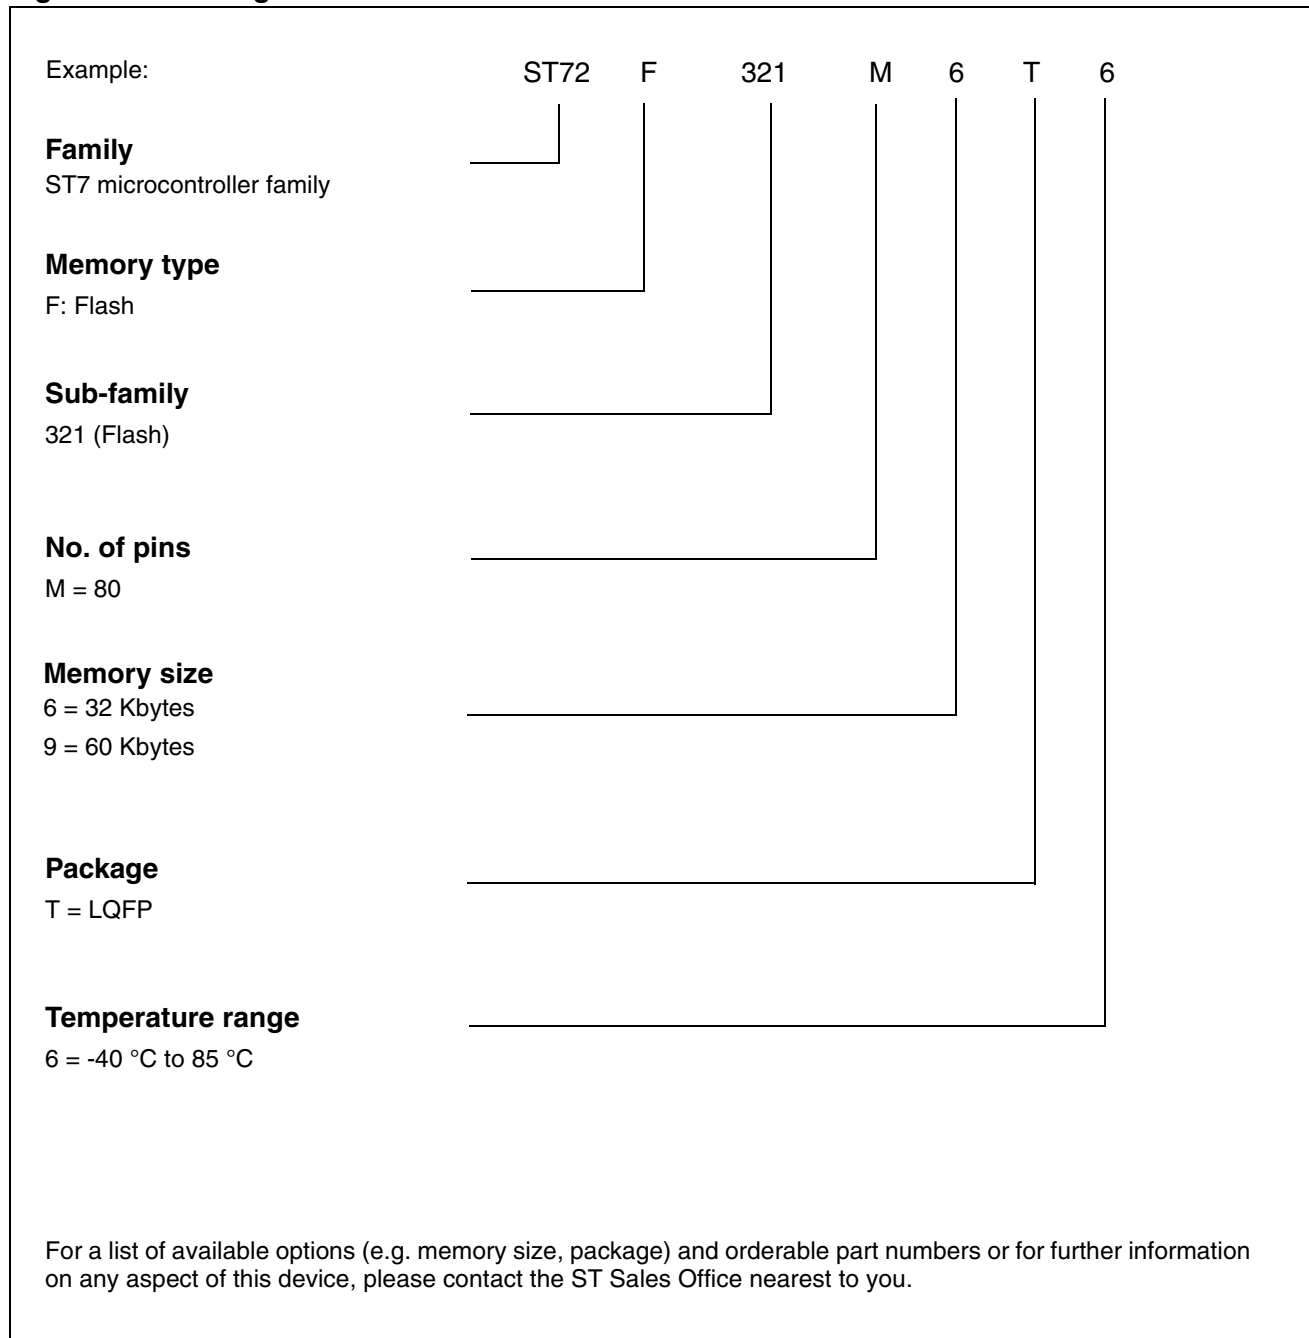 Example: ST72 F 321 M 6 T 6
Family
ST7 microcontroller family
Memory type
F: Flash
Sub-family
321 (Flash)
No. of pins
M = 80
Memory size
6 = 32 Kbytes
9 = 60 Kbytes
Package
T = LQFP
Temperature range
6 = -40 °C to 85 °C
For a list of available options (e.g. memory size, package) and orderable part numbers or for further information
on any aspect of this device, please contact the ST Sales Office nearest to you.